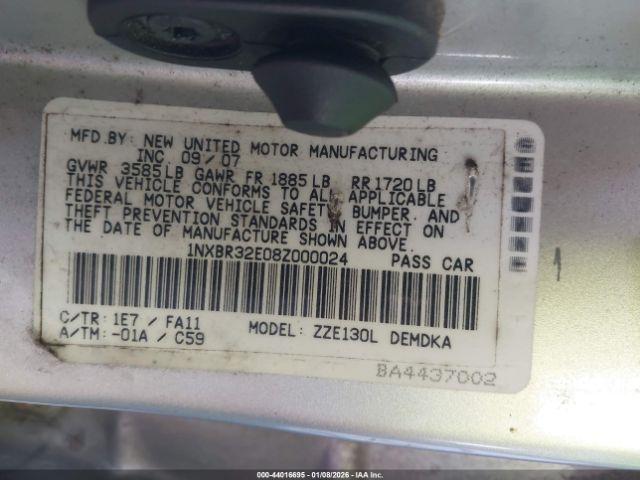 MFD.BY: NEW UNITED MOTOR MANUFACTURING
INC 09/07
GVWR 3585LB GAWR FR 1885LB RR1720LB
THIS VEHICLE CONFORMS TO ALL APPLICABLE
FEDERAL MOTOR VEHICLE SAFETY BUMPER, AND
THEFT PREVENTION STANDARDS IN EFFECT ON
THE DATE OF MANUFACTURE SHOWN ABOVE.
1NXBR32E08Z000024 PASS CAR
C/TR: 1E7 / FA11
A/TM: -01A / C59 MODEL: ZZE130L DEMDKA
BA4437002
000-44016695 | 01/08/2026 | IAA Inc.